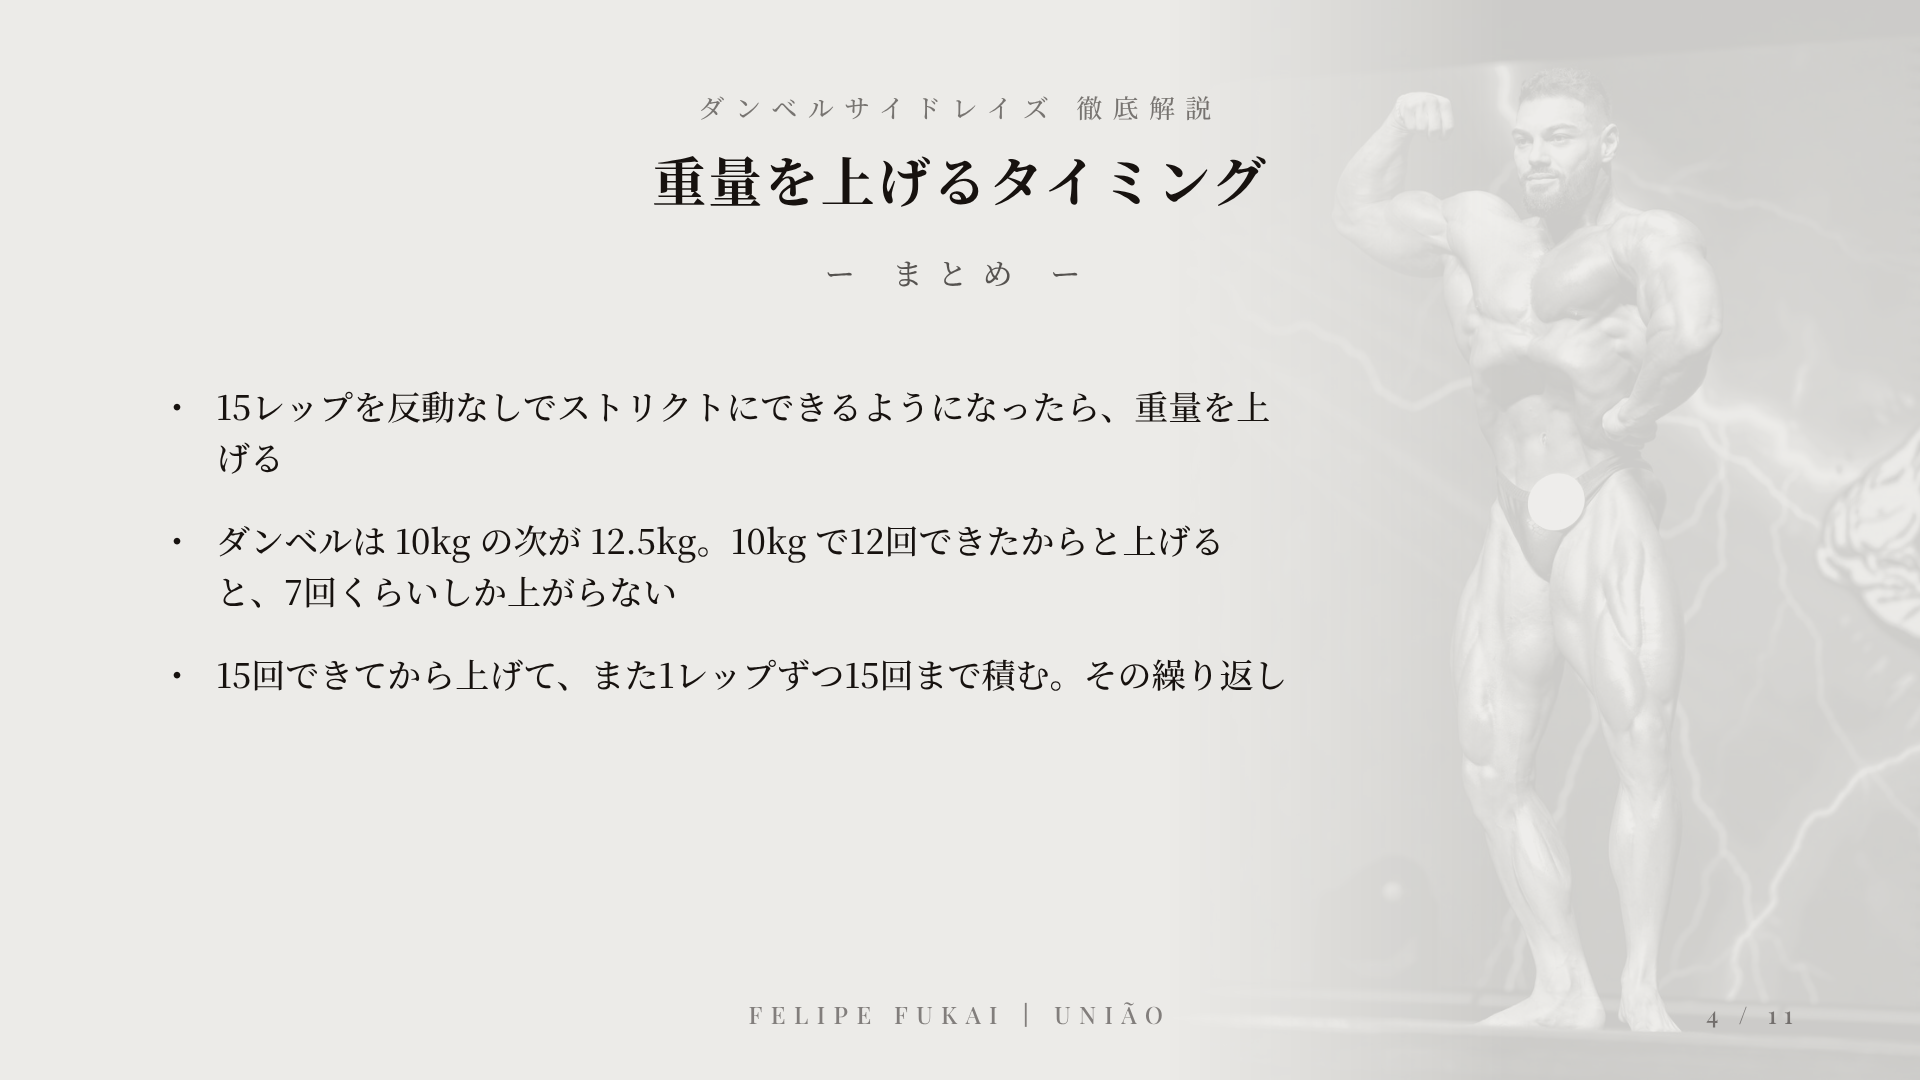 ダンベルサイドレイズ 徹底解説
重量を上げるタイミング
ー まとめ ー
・ 15レップを反動なしでストリクトにできるようになったら、重量を上
げる
・ ダンベルは 10kg の次が 12.5kg。10kg で12回できたからと上げる
と、7回くらいしか上がらない
・ 15回できてから上げて、また1レップずつ15回まで積む。その繰り返し
FELIPE FUKAI | UNIÃO
4 / 11